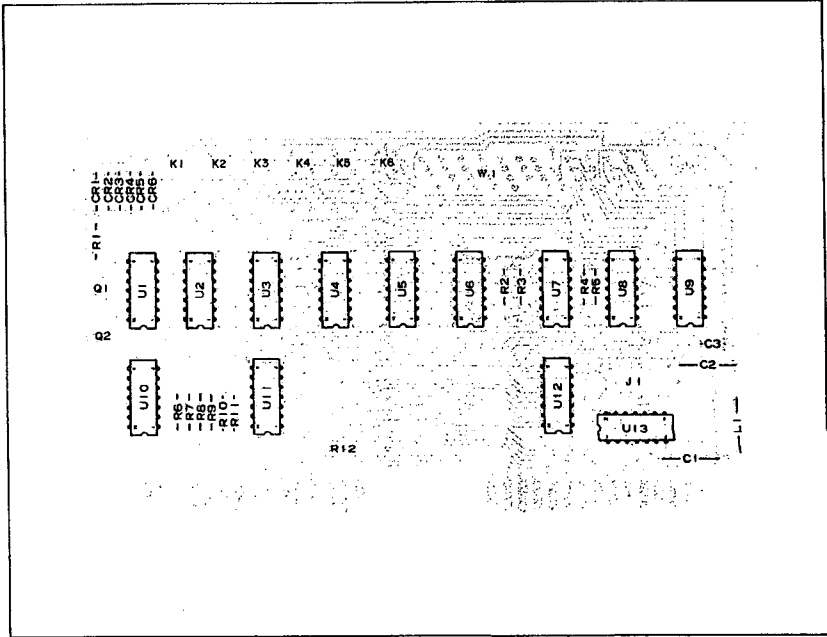 K1 K2 K3 K4 K5 K6
W1
-CR1-
-CR2-
-CR3-
-CR4-
-CR5-
-CR6-
-R1-
Q1
U1
U2
U3
U4
U5
U6
-R2-
-R3-
U7
-R4-
-R5-
U8
U9
Q2
-C3-
-C2-
U10
-R6-
-R7-
-R8-
-R9-
-R10-
-R11-
U11
U12
J1
U13
L1
R12
-C1-